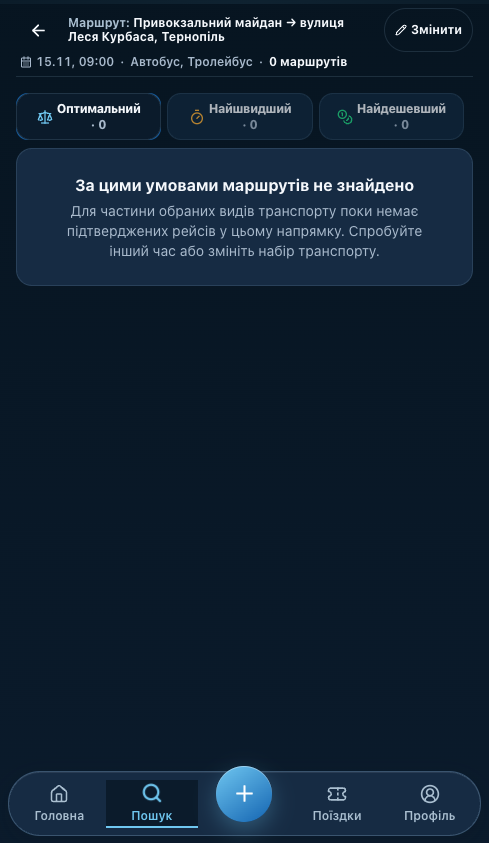 Маршрут: Привокзальний майдан → вулиця
Леся Курбаса, Тернопіль
Змінити
15.11, 09:00 · Автобус, Тролейбус · 0 маршрутів
Оптимальний
· 0
Найшвидший
· 0
Найдешевший
· 0
За цими умовами маршрутів не знайдено
Для частини обраних видів транспорту поки немає
підтверджених рейсів у цьому напрямку. Спробуйте
інший час або змініть набір транспорту.
Головна
Пошук
Поїздки
Профіль